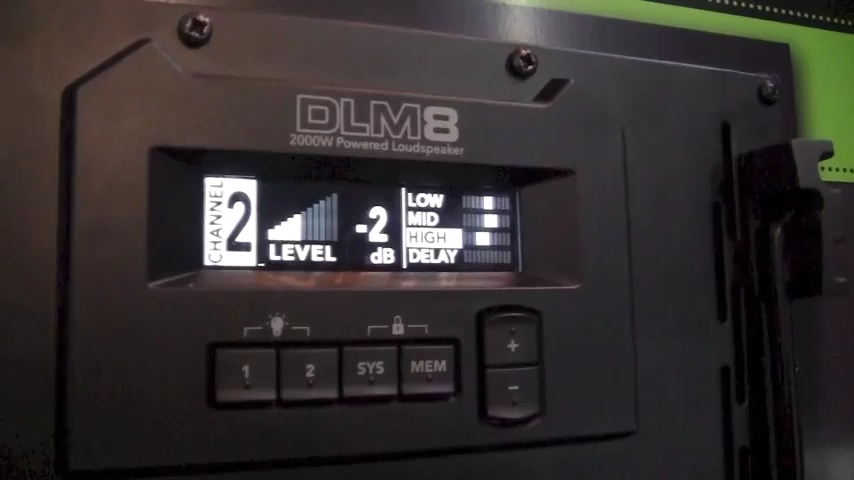 DLM8
2000W Powered Loudspeaker
CHANNEL 2
LEVEL
-2 dB
LOW
MID
HIGH
DELAY
1 2 SYS MEM
+
-